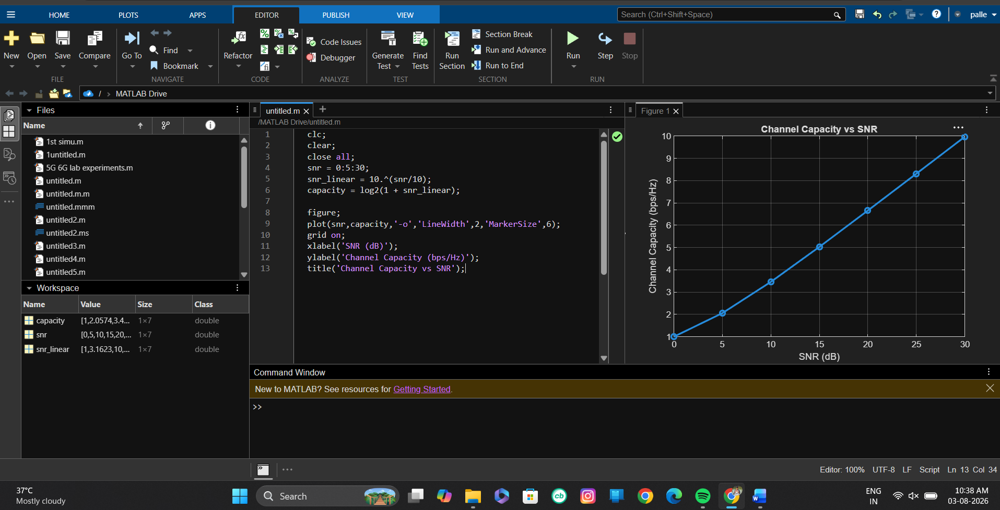 HOME PLOTS APPS EDITOR PUBLISH VIEW Search (Ctrl+Shift+Space) palle
New Open Save Compare Go To Find Bookmark Refactor Code Issues Debugger Generate Test Find Tests Run Section Section Break Run and Advance Run to End Run Step Stop
FILE NAVIGATE CODE ANALYZE TEST SECTION RUN
/ > MATLAB Drive
Files
Name
1st simu.m
1untitled.m
5G 6G lab experiments.m
untitled.m
untitled.m.m
untitled.mmm
untitled2.m
untitled2.ms
untitled3.m
untitled4.m
untitled5.m
Workspace
Name Value Size Class
capacity [1,2.0574,3.4... 1×7 double
snr [0,5,10,15,20,... 1×7 double
snr_linear [1,3.1623,10,... 1×7 double
untitled.m
/MATLAB Drive/untitled.m
1 clc;
2 clear;
3 close all;
4 snr = 0:5:30;
5 snr_linear = 10.^(snr/10);
6 capacity = log2(1 + snr_linear);
7
8 figure;
9 plot(snr,capacity,'-o','LineWidth',2,'MarkerSize',6);
10 grid on;
11 xlabel('SNR (dB)');
12 ylabel('Channel Capacity (bps/Hz)');
13 title('Channel Capacity vs SNR');
Figure 1
Channel Capacity vs SNR
Channel Capacity (bps/Hz)
10
9
8
7
6
5
4
3
2
1
0 5 10 15 20 25 30
SNR (dB)
Command Window
New to MATLAB? See resources for Getting Started.
>>
Editor: 100% UTF-8 LF Script Ln 13 Col 34
37°C
Mostly cloudy
Search
cb
W
ENG
IN
10:38 AM
03-08-2026